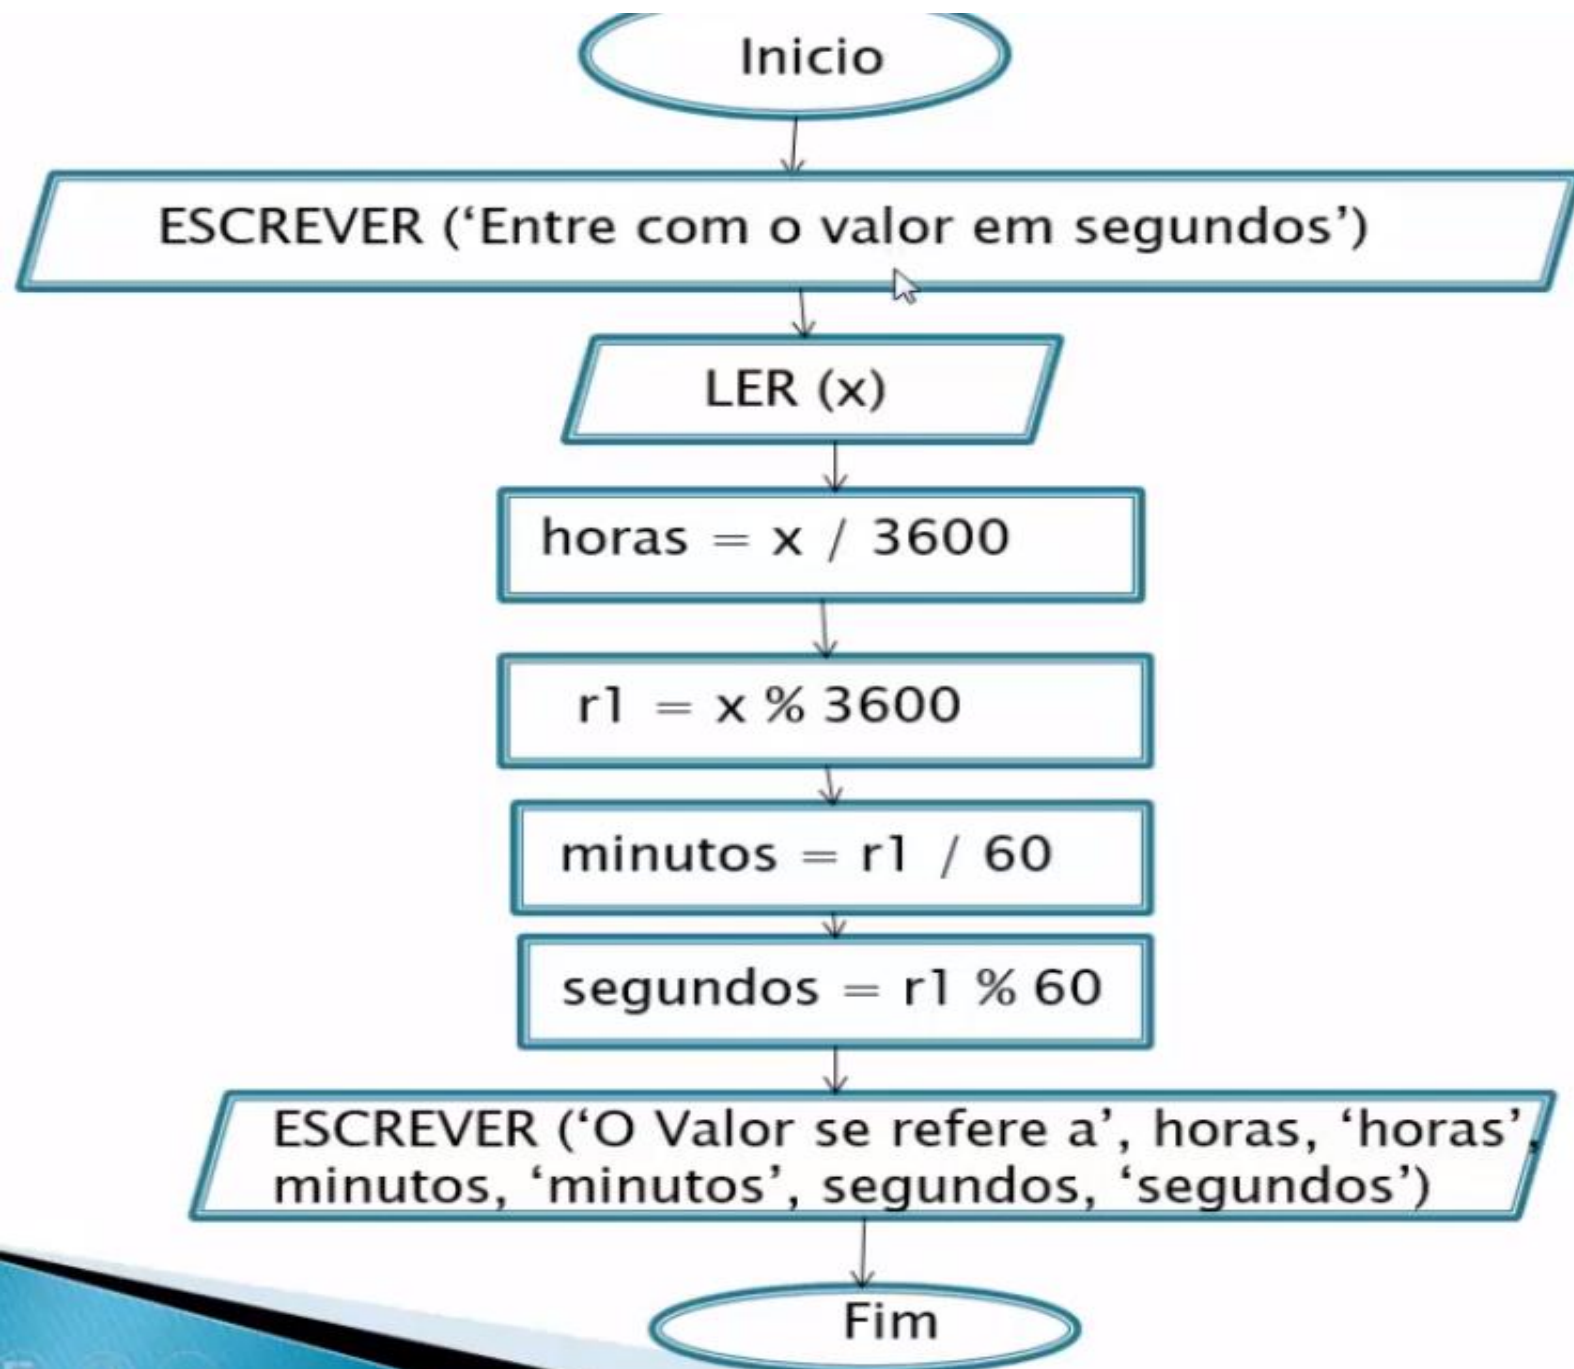 Inicio
ESCREVER (‘Entre com o valor em segundos’)
LER (x)
horas = x / 3600
r1 = x % 3600
minutos = r1 / 60
segundos = r1 % 60
ESCREVER (‘O Valor se refere a’, horas, ‘horas’,
minutos, ‘minutos’, segundos, ‘segundos’)
Fim